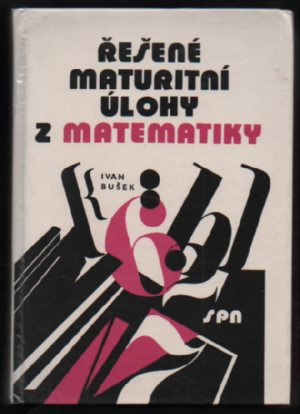 ŘEŠENÉ
MATURITNÍ
ÚLOHY
Z MATEMATIKY
IVAN
BUŠEK
SPN